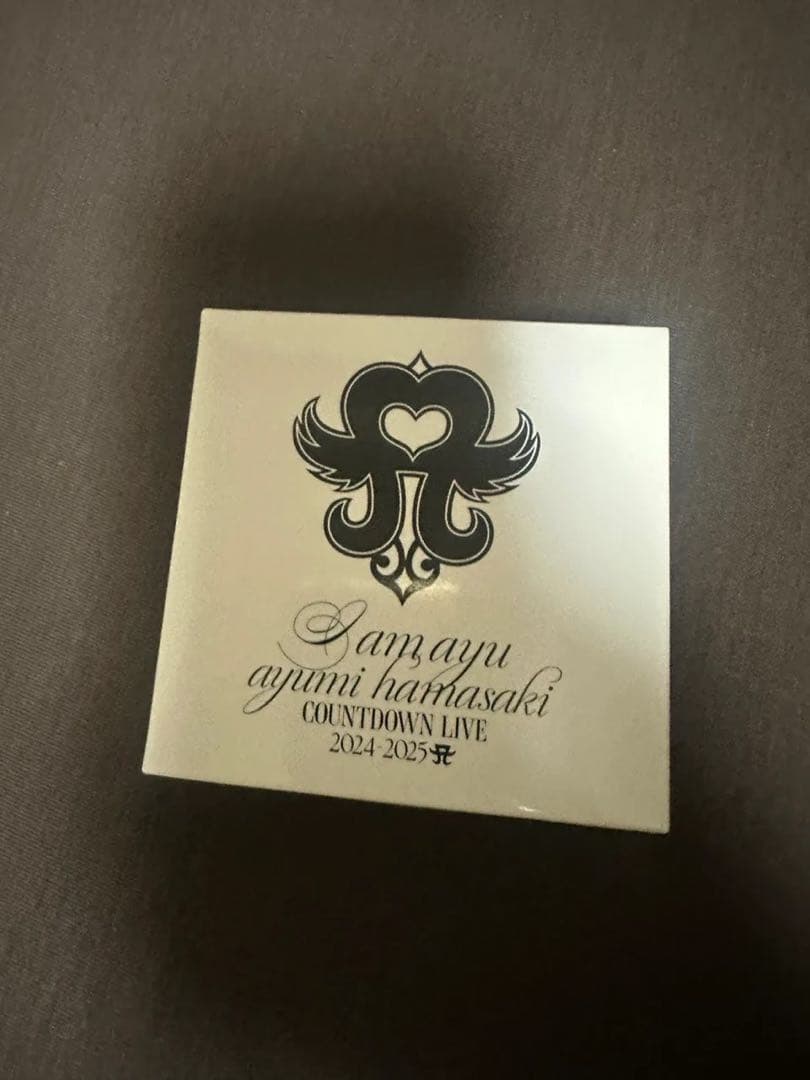 I am ayu
ayumi hamasaki
COUNTDOWN LIVE
2024-2025 A